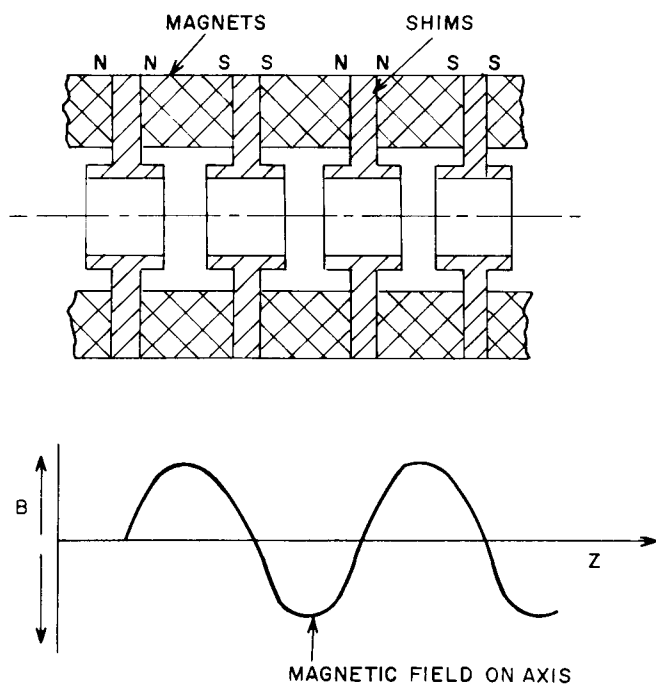 MAGNETS SHIMS
N N S S N N S S
B
Z
MAGNETIC FIELD ON AXIS